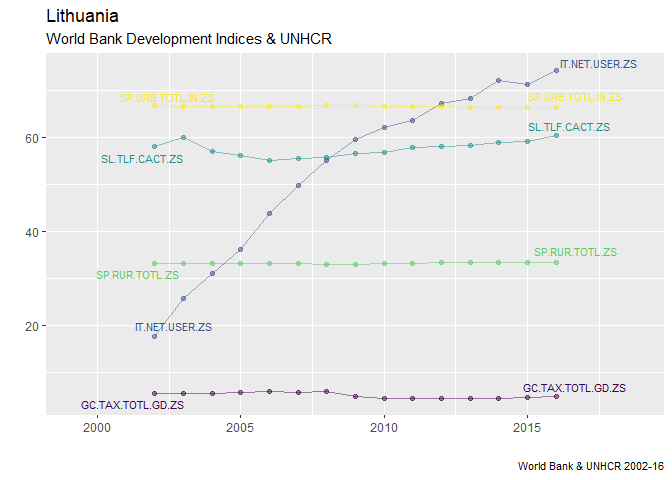 Lithuania
World Bank Development Indices & UNHCR
IT.NET.USER.ZS
SP.URB.TOTL.IN.ZS
SP.URB.TOTL.IN.ZS
60
SL.TLF.CACT.ZS
SL.TLF.CACT.ZS
40
SP.RUR.TOTL.ZS
SP.RUR.TOTL.ZS
20
IT.NET.USER.ZS
GC.TAX.TOTL.GD.ZS
GC.TAX.TOTL.GD.ZS
2000 2005 2010 2015
World Bank & UNHCR 2002-16